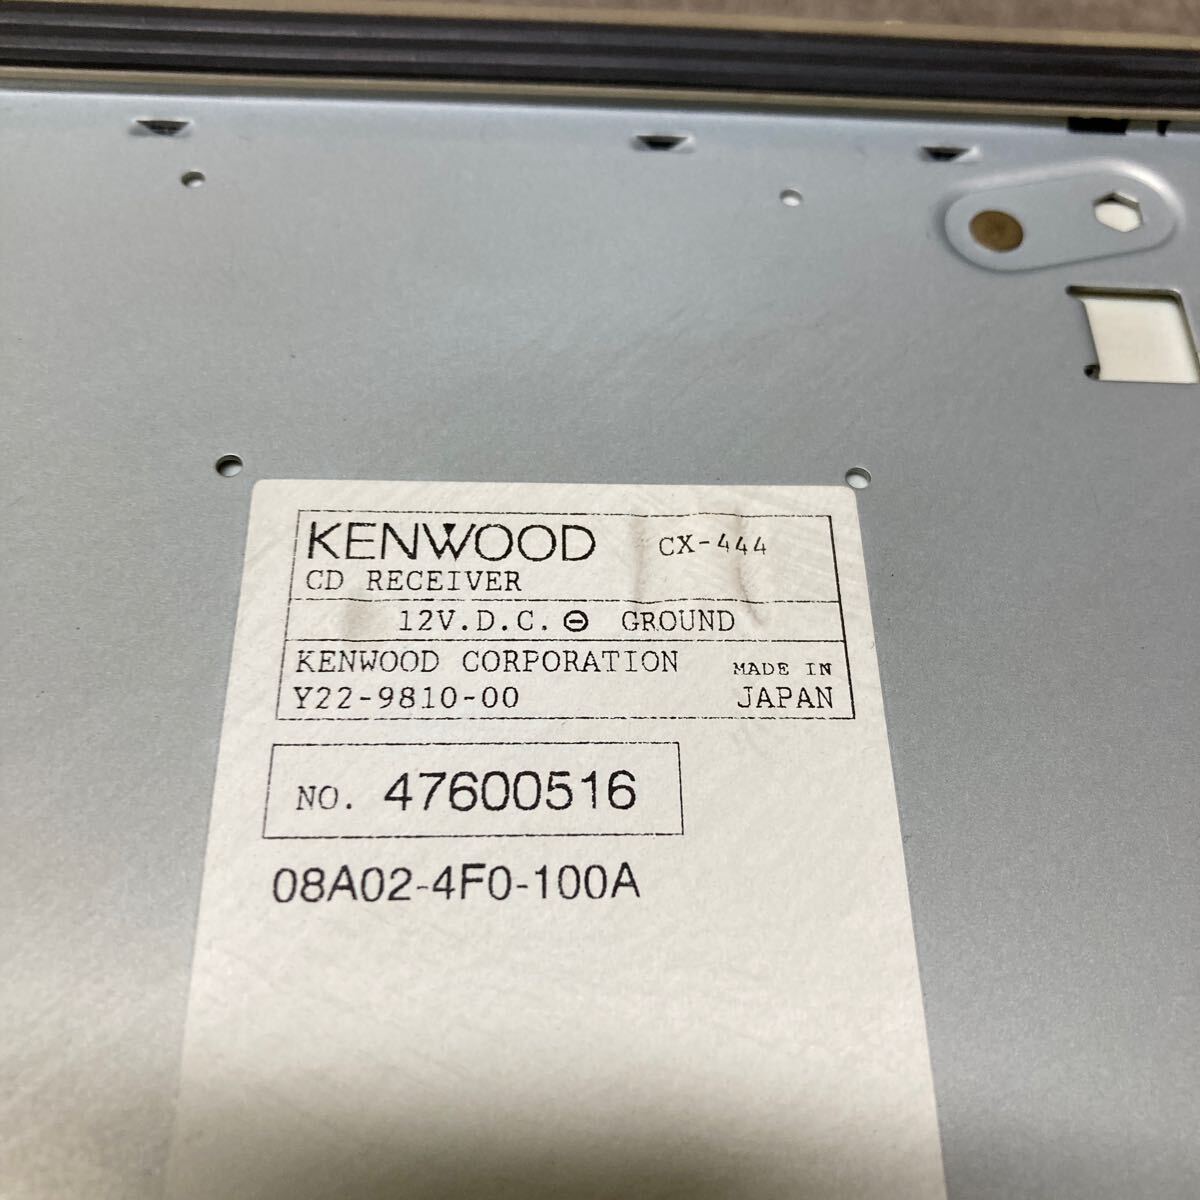 KENWOOD CX-444
CD RECEIVER
12V.D.C. ⊖ GROUND
KENWOOD CORPORATION MADE IN
Y22-9810-00 JAPAN
NO. 47600516
08A02-4F0-100A